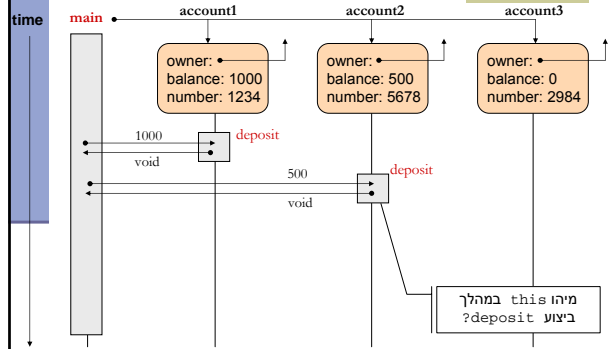 time
main
account1
account2
account3
owner:
balance: 1000
number: 1234
owner:
balance: 500
number: 5678
owner:
balance: 0
number: 2984
1000
deposit
void
500
deposit
void
מיהו this במהלך
ביצוע deposit?